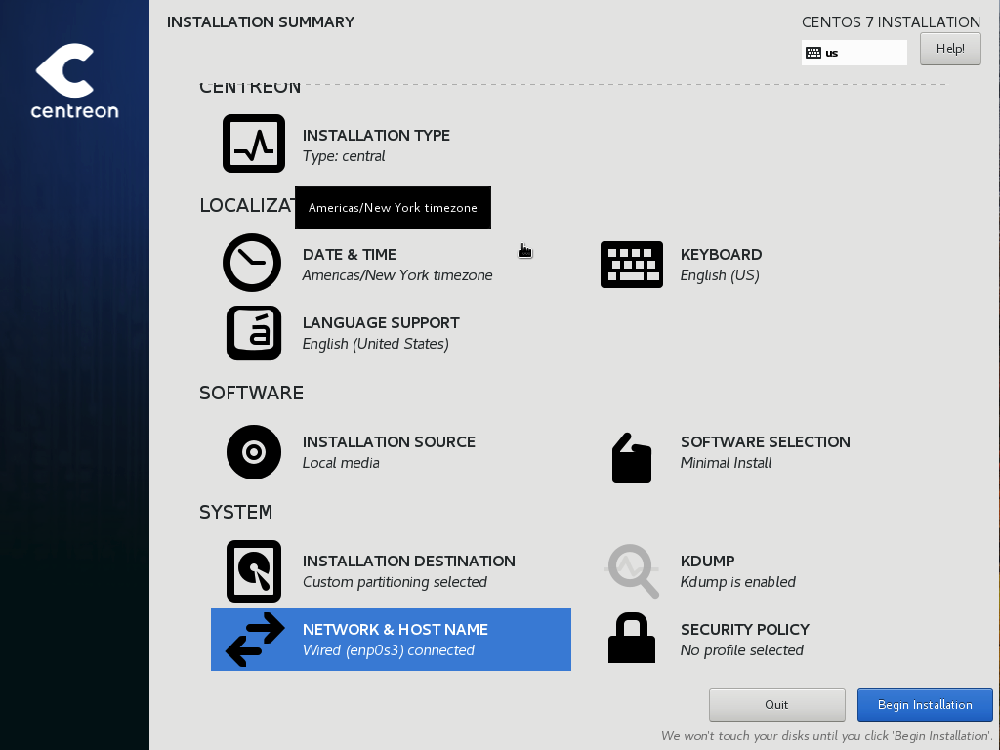 INSTALLATION SUMMARY
CENTOS 7 INSTALLATION
centreon
us
Help!
CENTREON
INSTALLATION TYPE
Type: central
LOCALIZAT
Americas/New York timezone
DATE & TIME
Americas/New York timezone
KEYBOARD
English (US)
á
LANGUAGE SUPPORT
English (United States)
SOFTWARE
INSTALLATION SOURCE
Local media
SOFTWARE SELECTION
Minimal Install
SYSTEM
INSTALLATION DESTINATION
Custom partitioning selected
KDUMP
Kdump is enabled
NETWORK & HOST NAME
Wired (enp0s3) connected
SECURITY POLICY
No profile selected
Quit
Begin Installation
We won't touch your disks until you click 'Begin Installation'.